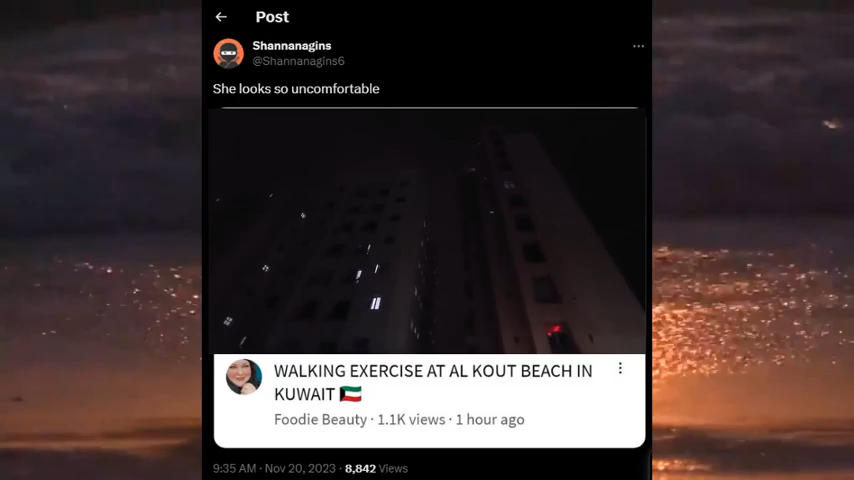 Post
Shannanagins
@Shannanagins6
She looks so uncomfortable
WALKING EXERCISE AT AL KOUT BEACH IN
KUWAIT 🇰🇼
Foodie Beauty · 1.1K views · 1 hour ago
9:35 AM · Nov 20, 2023 · 8,842 Views